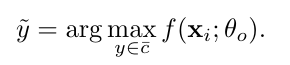 ỹ = arg max_{y∈c̄} f(𝐱_i; θ_o).